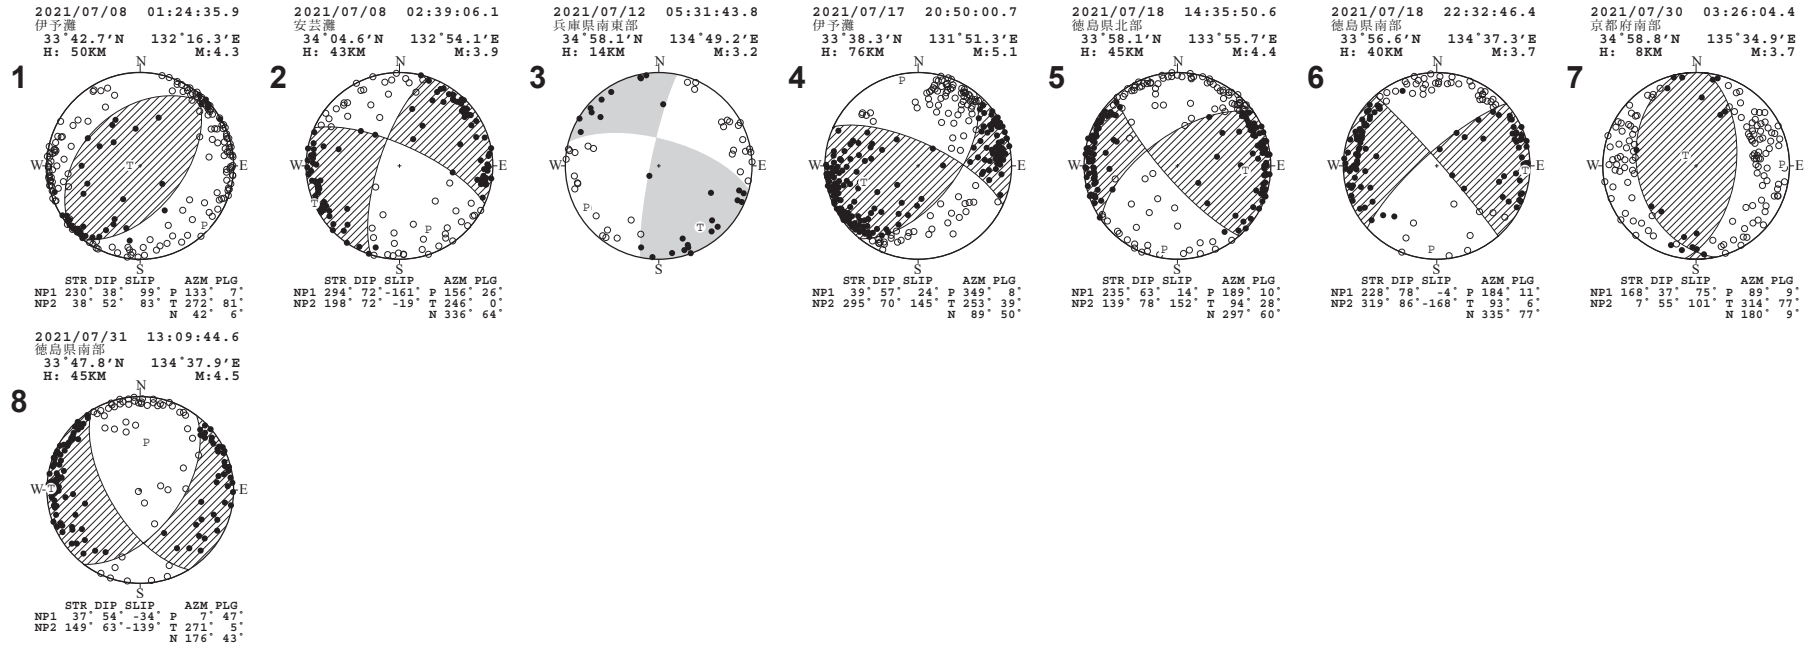 2021/07/08 01:24:35.9
伊予灘
33°42.7'N 132°16.3'E
H: 50KM M:4.3
1
N
W
E
S
T
P
STR DIP SLIP AZM PLG
NP1 230° 38° 99° P 133° 7°
NP2 38° 52° 83° T 272° 81°
N 42° 6°
2021/07/08 02:39:06.1
安芸灘
34°04.6'N 132°54.1'E
H: 43KM M:3.9
2
N
W
E
S
T
P
STR DIP SLIP AZM PLG
NP1 294° 72°-161° P 156° 26°
NP2 198° 72° -19° T 246° 0°
N 336° 64°
2021/07/12 05:31:43.8
兵庫県南東部
34°58.1'N 134°49.2'E
H: 14KM M:3.2
3
N
W
E
S
P
T
2021/07/17 20:50:00.7
伊予灘
33°38.3'N 131°51.3'E
H: 76KM M:5.1
4
N
P
W
E
T
S
STR DIP SLIP AZM PLG
NP1 39° 57° 24° P 349° 8°
NP2 295° 70° 145° T 253° 39°
N 89° 50°
2021/07/18 14:35:50.6
徳島県北部
33°58.1'N 133°55.7'E
H: 45KM M:4.4
5
N
W
E
T
P
S
STR DIP SLIP AZM PLG
NP1 235° 63° 14° P 189° 10°
NP2 139° 78° 152° T 94° 28°
N 297° 60°
2021/07/18 22:32:46.4
徳島県南部
33°56.6'N 134°37.3'E
H: 40KM M:3.7
6
N
W
E
T
P
S
STR DIP SLIP AZM PLG
NP1 228° 78° -4° P 184° 11°
NP2 319° 86°-168° T 93° 6°
N 335° 77°
2021/07/30 03:26:04.4
京都府南部
34°58.8'N 135°34.9'E
H: 8KM M:3.7
7
N
T
W
P
E
S
STR DIP SLIP AZM PLG
NP1 168° 37° 75° P 89° 9°
NP2 7° 55° 101° T 314° 77°
N 180° 9°
2021/07/31 13:09:44.6
徳島県南部
33°47.8'N 134°37.9'E
H: 45KM M:4.5
8
N
P
W
T
E
S
STR DIP SLIP AZM PLG
NP1 37° 54° -34° P 7° 47°
NP2 149° 63°-139° T 271° 5°
N 176° 43°